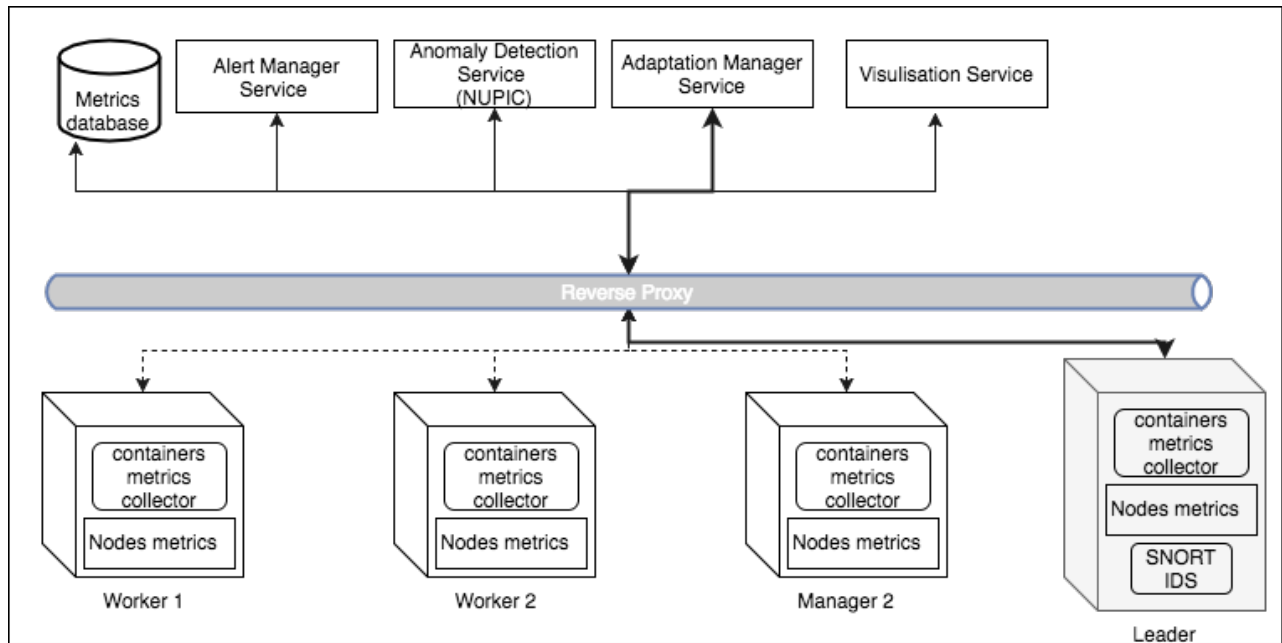 Metrics
database
Alert Manager
Service
Anomaly Detection
Service
(NUPIC)
Adaptation Manager
Service
Visulisation Service
Reverse Proxy
containers
metrics
collector
Nodes metrics
Worker 1
containers
metrics
collector
Nodes metrics
Worker 2
containers
metrics
collector
Nodes metrics
Manager 2
containers
metrics
collector
Nodes metrics
SNORT
IDS
Leader